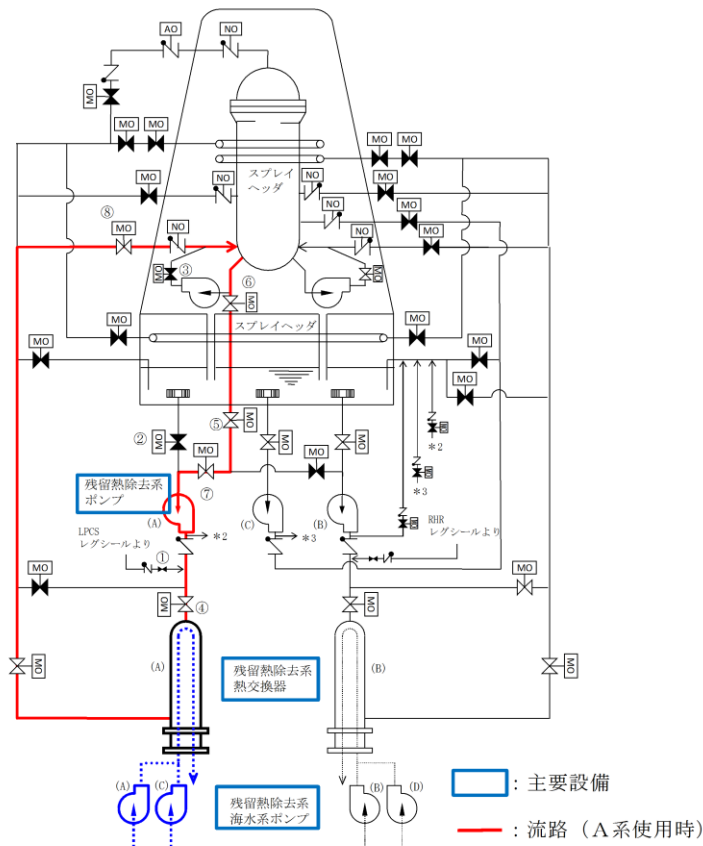 AO
NO
MO
MO
MO
MO
MO
スプレイ
ヘッダ
MO
NO
NO
MO
NO
MO
⑧
MO
NO
NO
MO
③
MO
⑥
MO
スプレイヘッダ
MO
MO
MO
MO
MO
MO
②
MO
⑤
MO
MO
MO
*2
MO
MO
⑦
*3
残留熱除去系
ポンプ
(A)
(C)
(B)
*2
*3
LPCS
レグシールより
RHR
レグシールより
①
MO
MO
MO
④
MO
(A)
(B)
残留熱除去系
熱交換器
MO
MO
(A)
(C)
残留熱除去系
海水系ポンプ
(B)
(D)
：主要設備
：流路（Ａ系使用時）